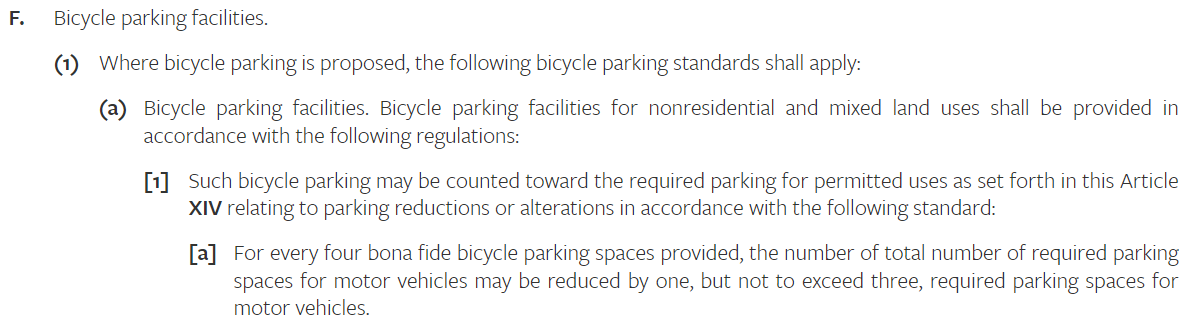 F. Bicycle parking facilities.
(1) Where bicycle parking is proposed, the following bicycle parking standards shall apply:
(a) Bicycle parking facilities. Bicycle parking facilities for nonresidential and mixed land uses shall be provided in
accordance with the following regulations:
[1] Such bicycle parking may be counted toward the required parking for permitted uses as set forth in this Article
XIV relating to parking reductions or alterations in accordance with the following standard:
[a] For every four bona fide bicycle parking spaces provided, the number of total number of required parking
spaces for motor vehicles may be reduced by one, but not to exceed three, required parking spaces for
motor vehicles.